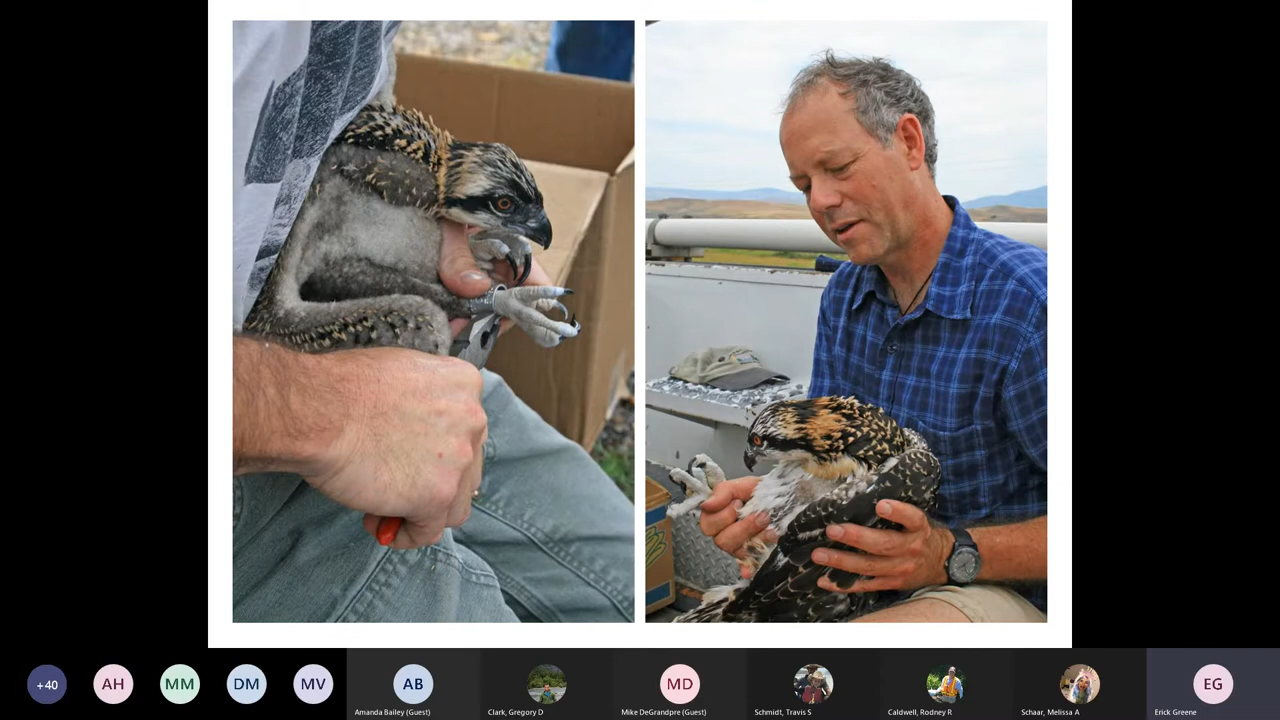 +40
AH
MM
DM
MV
AB
Amanda Bailey (Guest)
Clark, Gregory D
MD
Mike DeGrandpre (Guest)
Schmidt, Travis S
Caldwell, Rodney R
Schaar, Melissa A
EG
Erick Greene